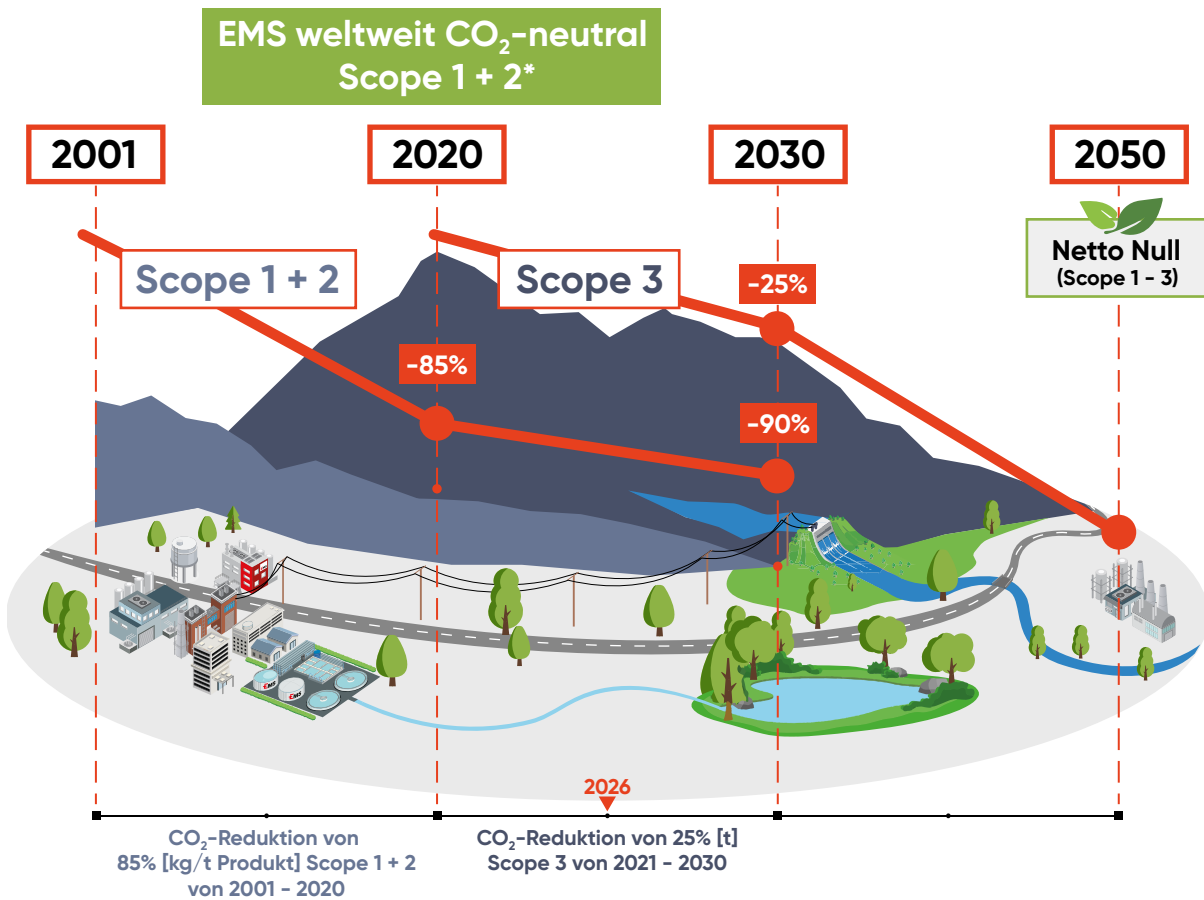 EMS weltweit CO₂-neutral
Scope 1 + 2*
2001
2020
2030
2050
Netto Null
(Scope 1 - 3)
Scope 1 + 2
Scope 3
-25%
-85%
-90%
EMS
EMS
2026
CO₂-Reduktion von
85% [kg/t Produkt] Scope 1 + 2
von 2001 - 2020
CO₂-Reduktion von 25% [t]
Scope 3 von 2021 - 2030